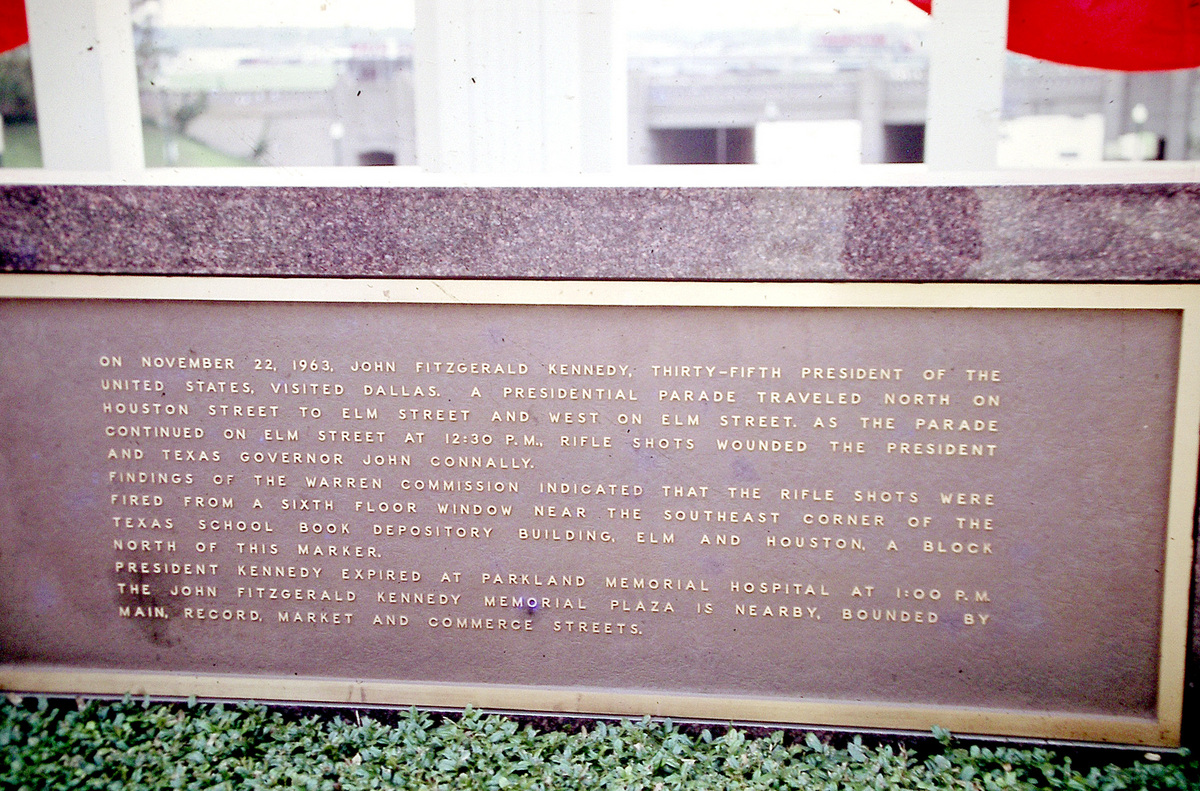 ON NOVEMBER 22, 1963, JOHN FITZGERALD KENNEDY, THIRTY-FIFTH PRESIDENT OF THE
UNITED STATES, VISITED DALLAS. A PRESIDENTIAL PARADE TRAVELED NORTH ON
HOUSTON STREET TO ELM STREET AND WEST ON ELM STREET. AS THE PARADE
CONTINUED ON ELM STREET AT 12:30 P.M., RIFLE SHOTS WOUNDED THE PRESIDENT
AND TEXAS GOVERNOR JOHN CONNALLY.
FINDINGS OF THE WARREN COMMISSION INDICATED THAT THE RIFLE SHOTS WERE
FIRED FROM A SIXTH FLOOR WINDOW NEAR THE SOUTHEAST CORNER OF THE
TEXAS SCHOOL BOOK DEPOSITORY BUILDING, ELM AND HOUSTON, A BLOCK
NORTH OF THIS MARKER.
PRESIDENT KENNEDY EXPIRED AT PARKLAND MEMORIAL HOSPITAL AT 1:00 P.M.
THE JOHN FITZGERALD KENNEDY MEMORIAL PLAZA IS NEARBY, BOUNDED BY
MAIN, RECORD, MARKET AND COMMERCE STREETS.